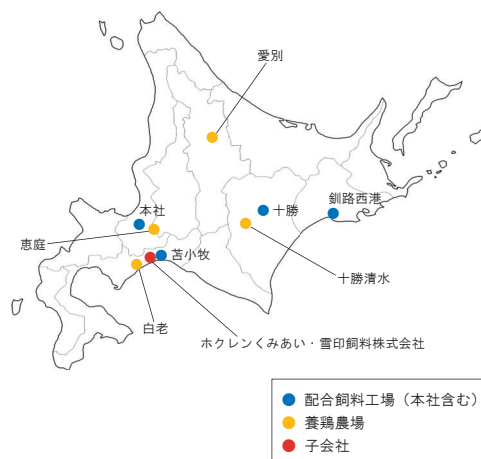 愛別
本社
十勝
釧路西港
恵庭
苫小牧
十勝清水
白老
ホクレンくみあい・雪印飼料株式会社
配合飼料工場（本社含む）
養鶏農場
子会社